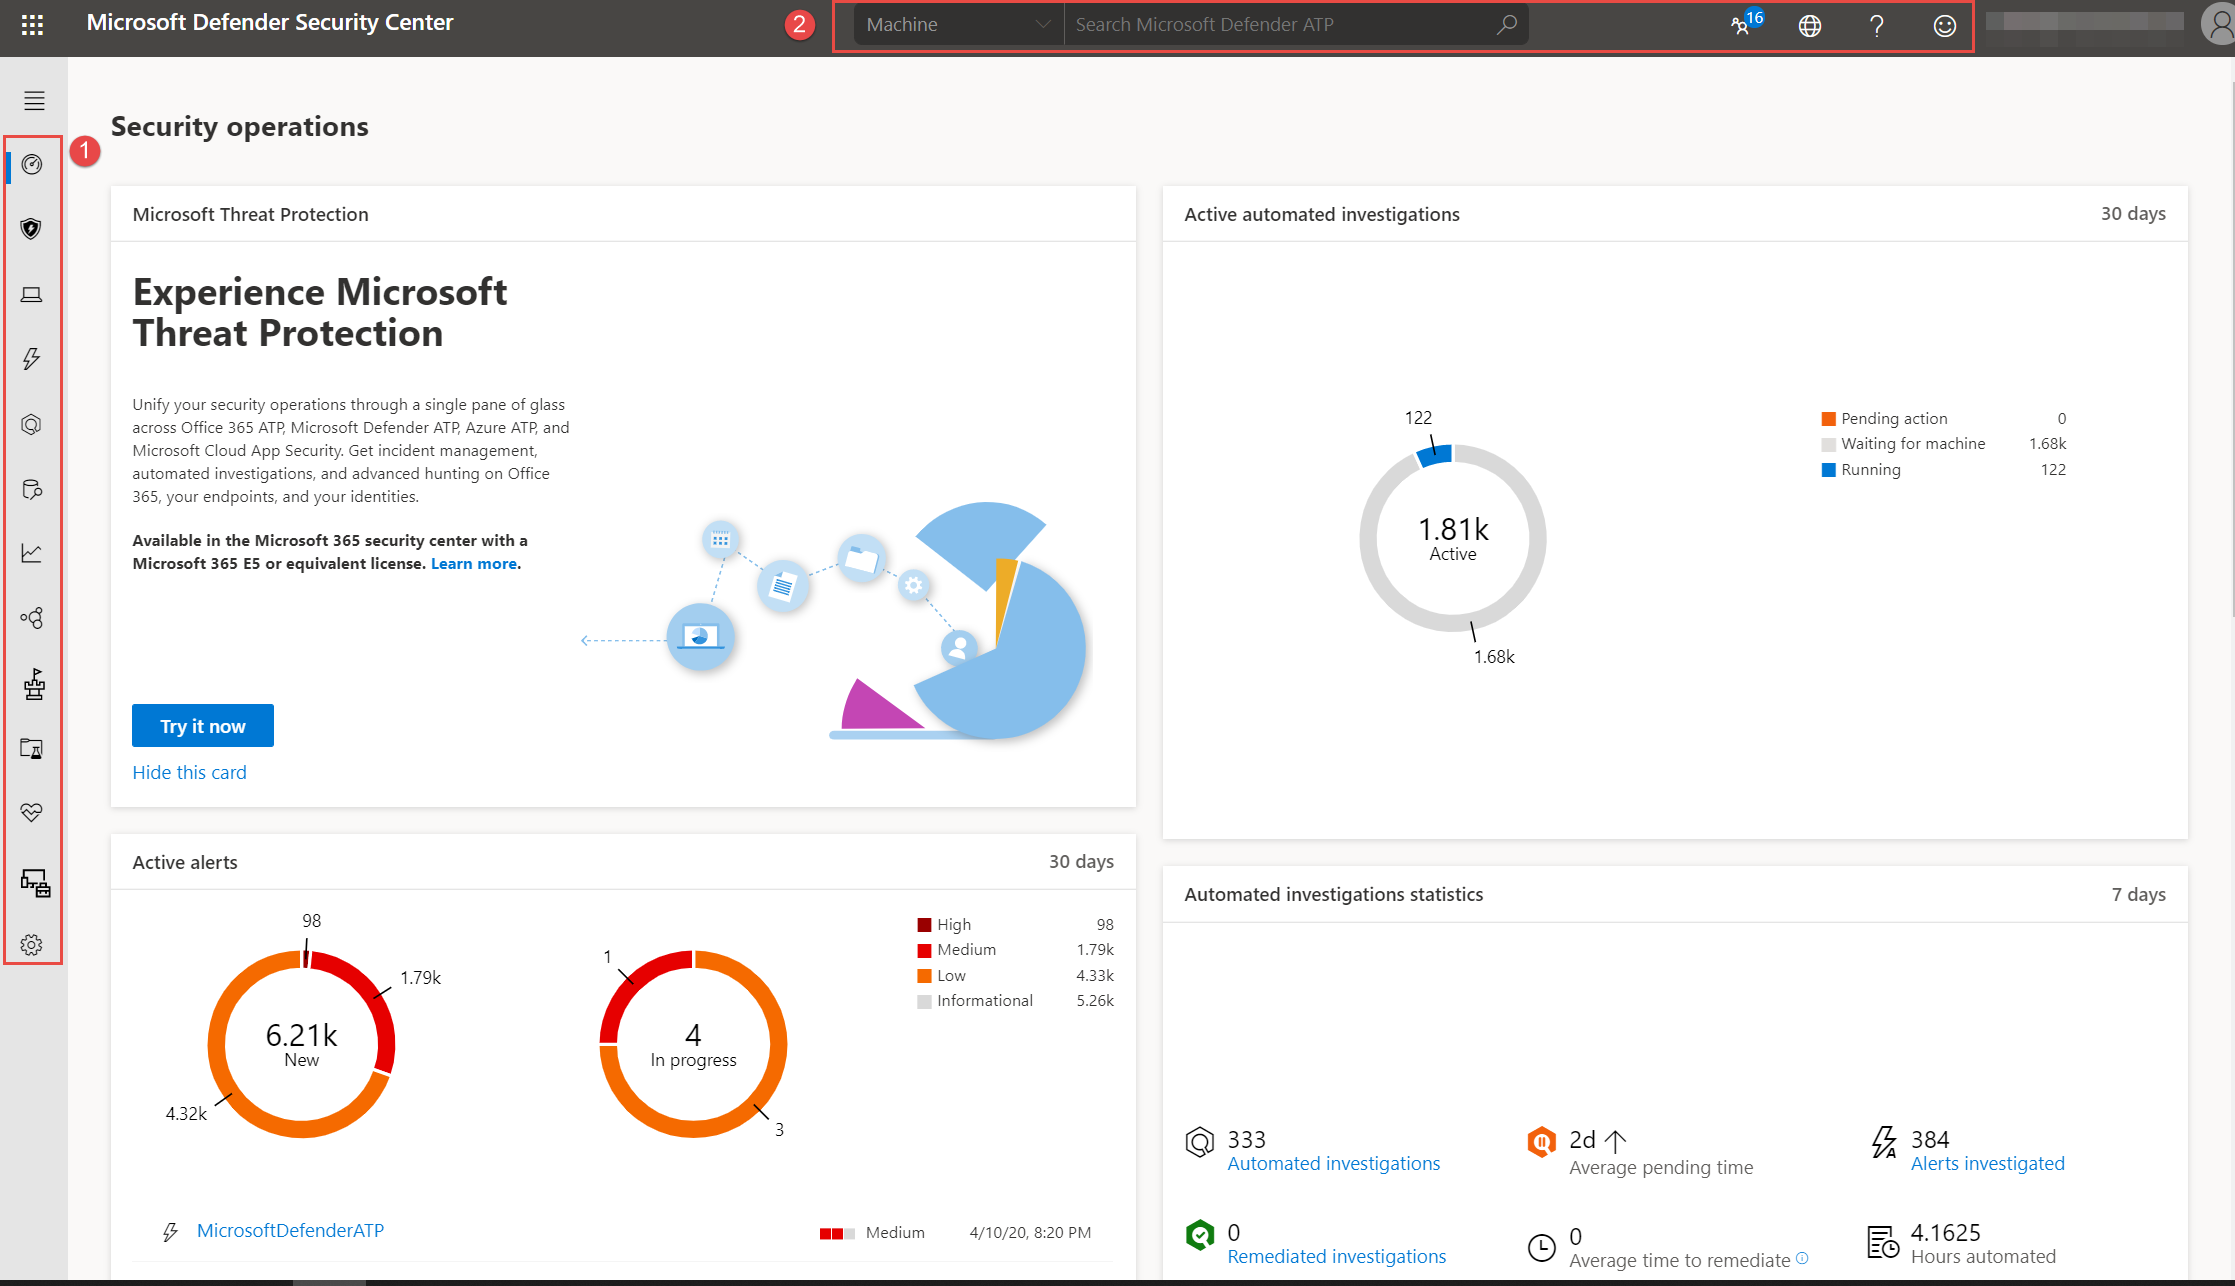 Microsoft Defender Security Center
2
Machine
Search Microsoft Defender ATP
16
1
Security operations
Microsoft Threat Protection
Experience Microsoft
Threat Protection
Unify your security operations through a single pane of glass
across Office 365 ATP, Microsoft Defender ATP, Azure ATP, and
Microsoft Cloud App Security. Get incident management,
automated investigations, and advanced hunting on Office
365, your endpoints, and your identities.
Available in the Microsoft 365 security center with a
Microsoft 365 E5 or equivalent license. Learn more.
Try it now
Hide this card
Active automated investigations
30 days
122
1.81k
Active
1.68k
Pending action 0
Waiting for machine 1.68k
Running 122
Active alerts
30 days
98
1.79k
6.21k
New
4.32k
1
4
In progress
3
High 98
Medium 1.79k
Low 4.33k
Informational 5.26k
MicrosoftDefenderATP
Medium
4/10/20, 8:20 PM
Automated investigations statistics
7 days
333
Automated investigations
2d
Average pending time
384
Alerts investigated
0
Remediated investigations
0
Average time to remediate
4.1625
Hours automated